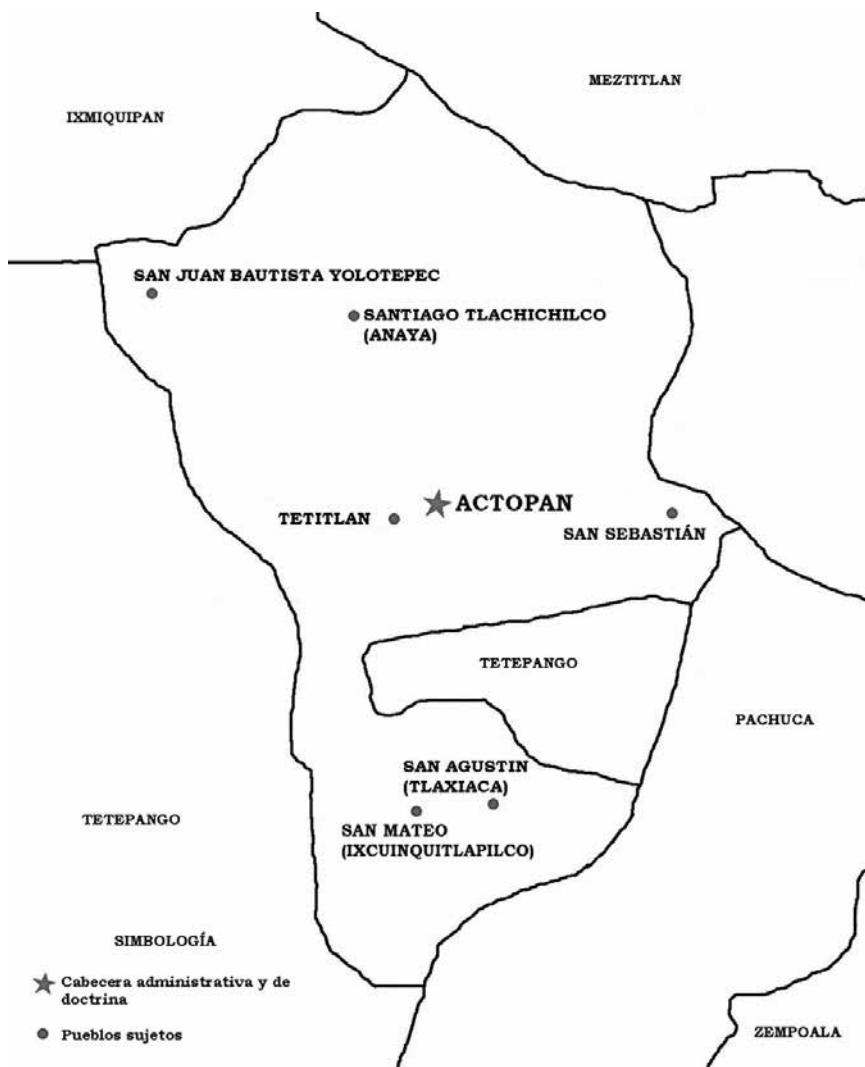 MEZTITLAN
IXMIQUIPAN
SAN JUAN BAUTISTA YOLOTEPEC
SANTIAGO TLACHICHILCO
(ANAYA)
ACTOPAN
TETITLAN
SAN SEBASTIÁN
TETEPANGO
PACHUCA
SAN AGUSTIN
(TLAXIACA)
TETEPANGO
SAN MATEO
(IXCUINQUITLAPILCO)
SIMBOLOGÍA
Cabecera administrativa y de
doctrina
Pueblos sujetos
ZEMPOALA